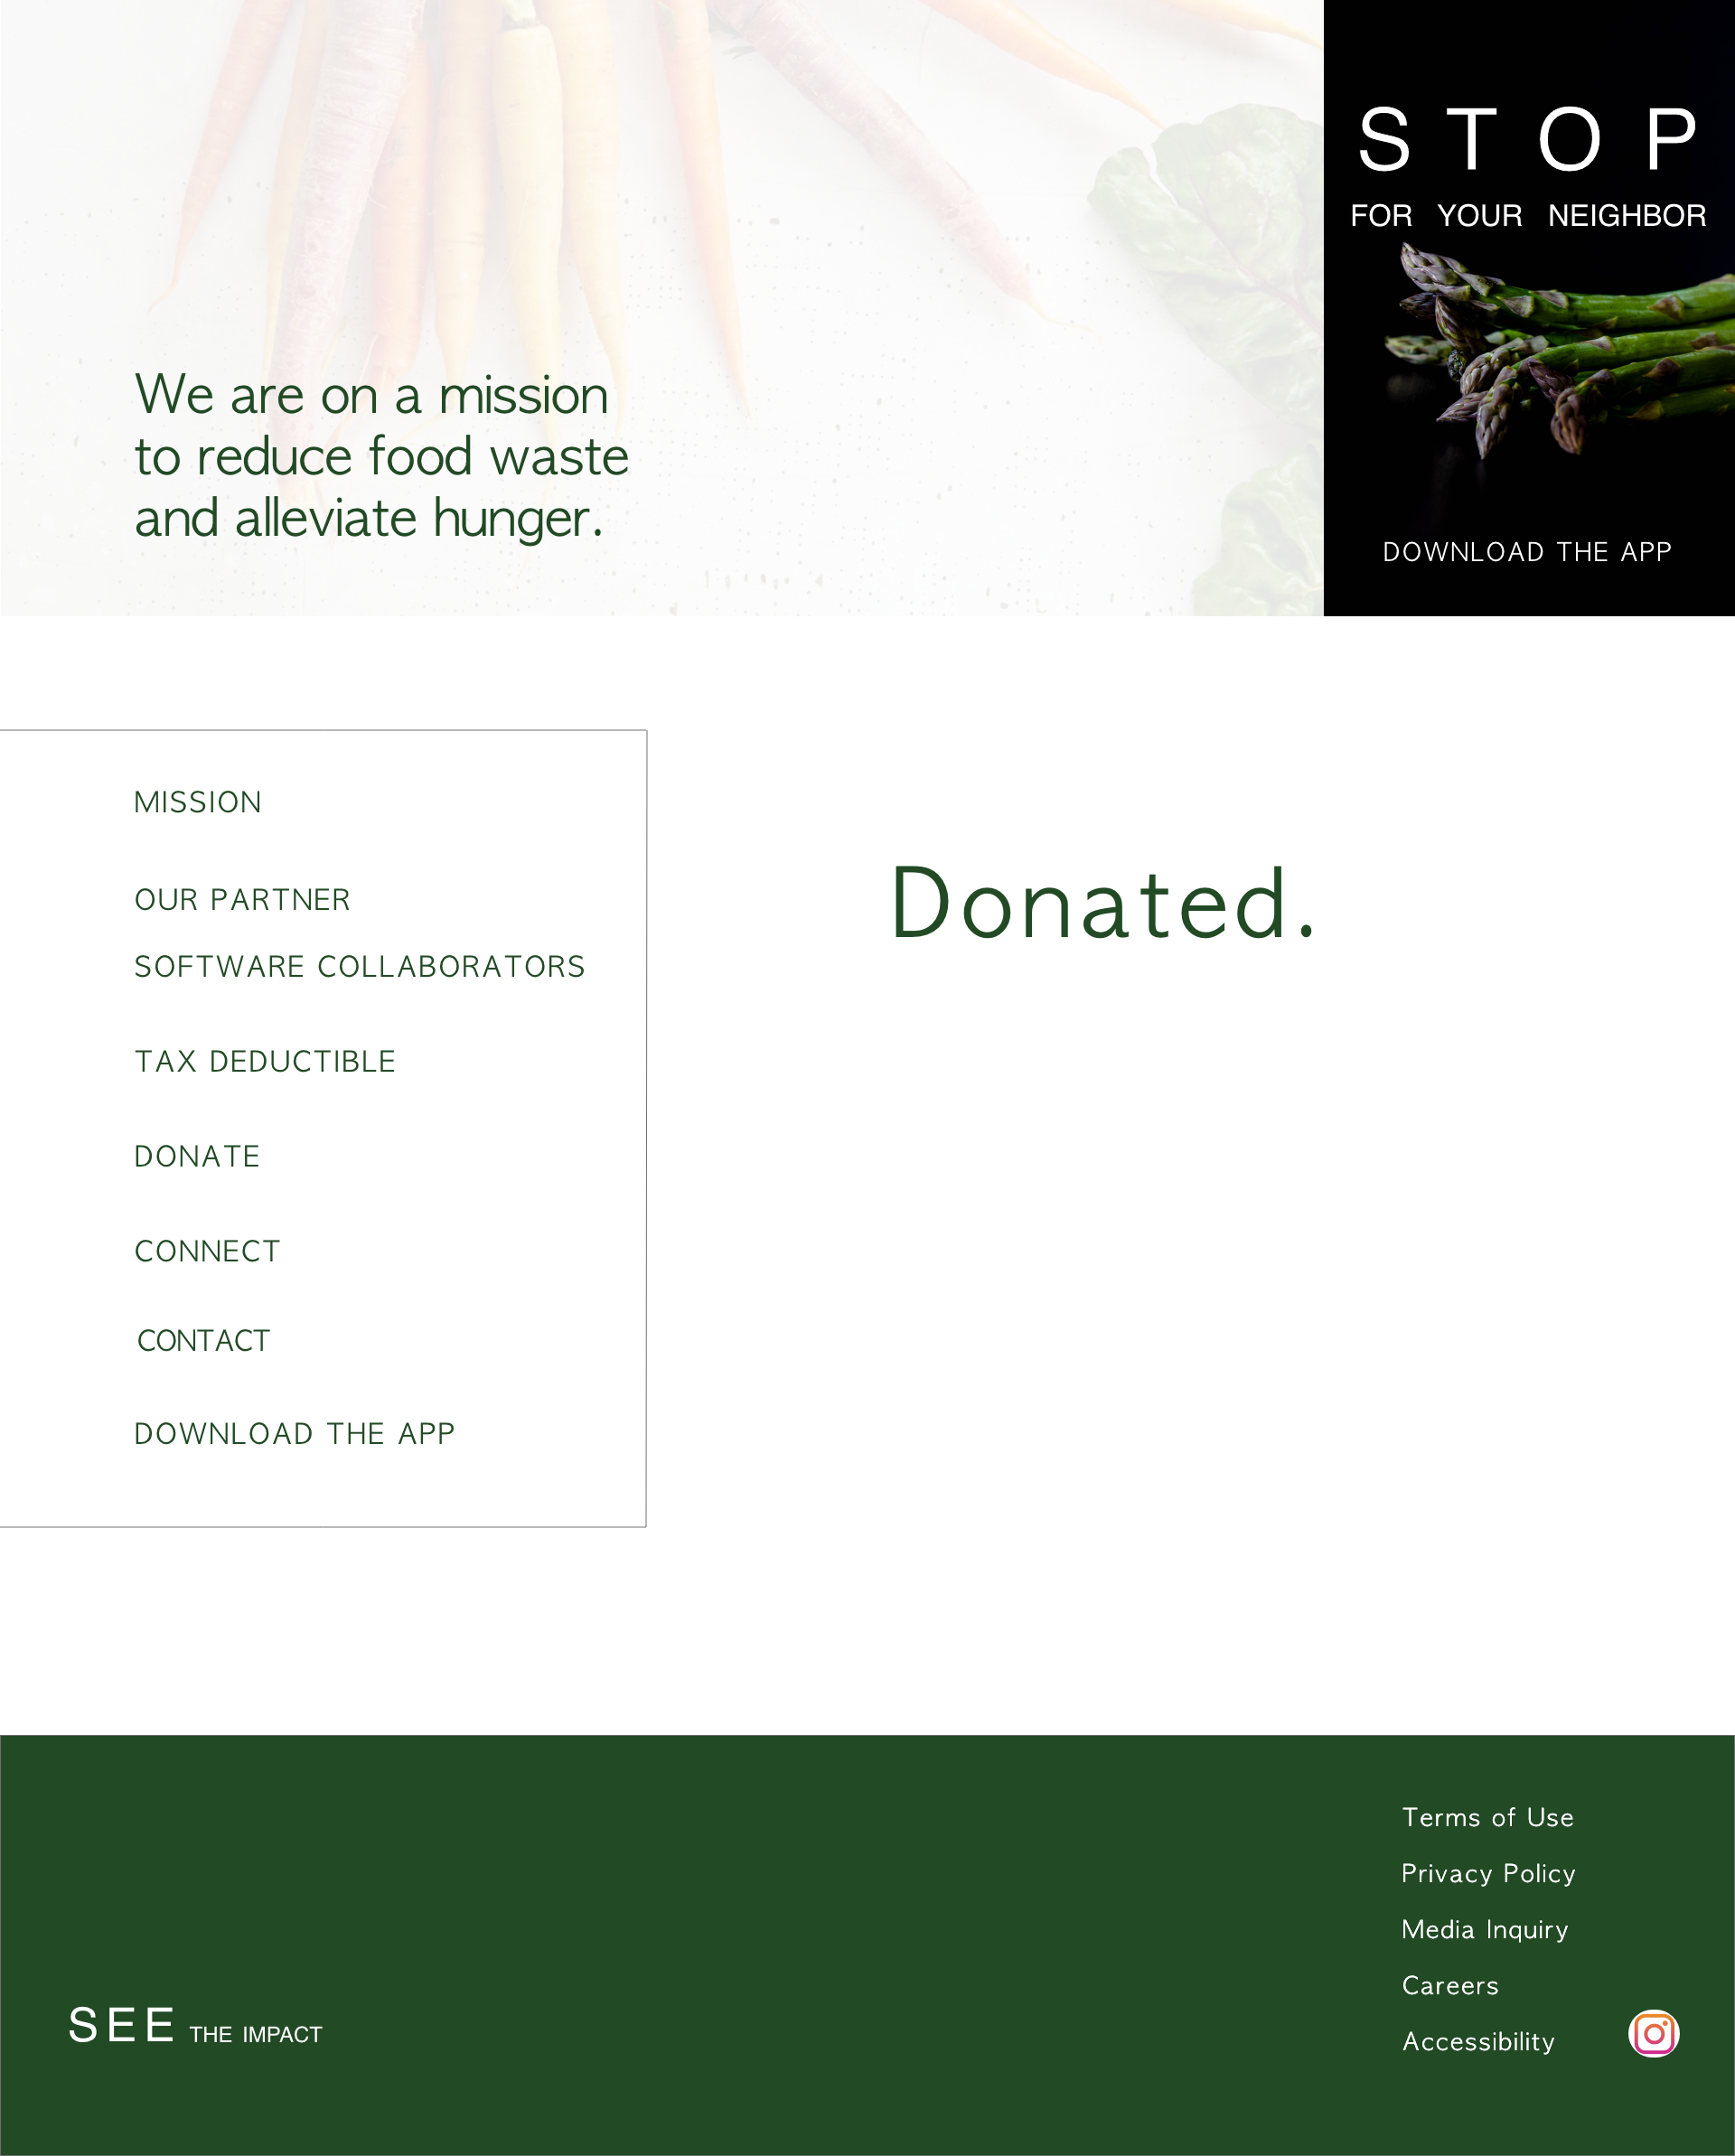 STOP
FOR YOUR NEIGHBOR
We are on a mission
to reduce food waste
and alleviate hunger.
DOWNLOAD THE APP
MISSION
OUR PARTNER
SOFTWARE COLLABORATORS
TAX DEDUCTIBLE
DONATE
CONNECT
CONTACT
DOWNLOAD THE APP
Donated.
Terms of Use
Privacy Policy
Media Inquiry
Careers
Accessibility
SEE THE IMPACT